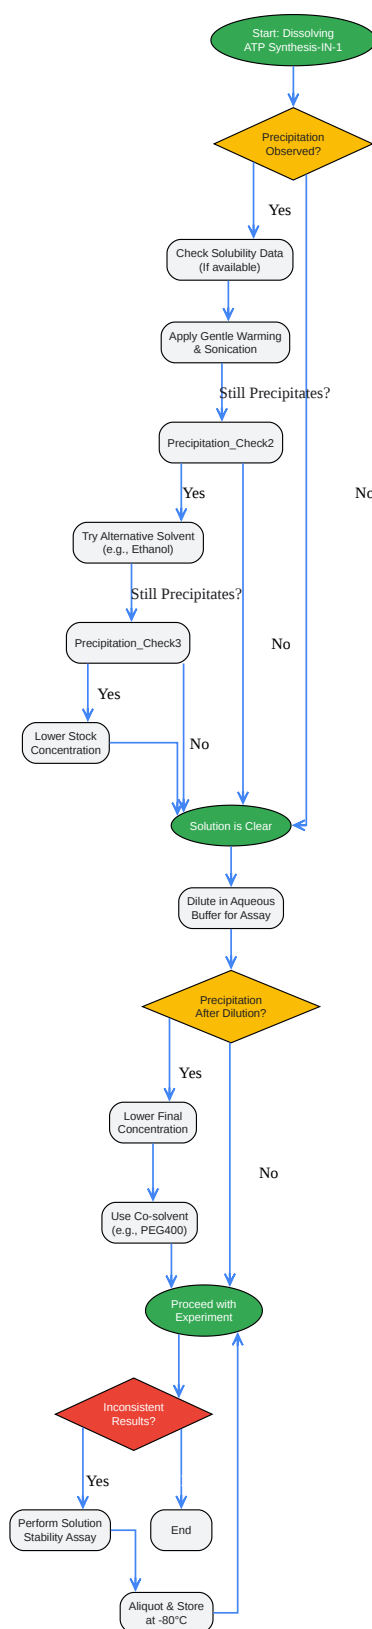 Start: Dissolving
ATP Synthesis-IN-1
Precipitation
Observed?
Yes
Check Solubility Data
(If available)
Apply Gentle Warming
& Sonication
Still Precipitates?
Precipitation_Check2
Yes
No
Try Alternative Solvent
(e.g., Ethanol)
Still Precipitates?
Precipitation_Check3
No
Yes
Lower Stock
Concentration
No
Solution is Clear
Dilute in Aqueous
Buffer for Assay
Precipitation
After Dilution?
Yes
Lower Final
Concentration
No
Use Co-solvent
(e.g., PEG400)
Proceed with
Experiment
Inconsistent
Results?
Yes
Perform Solution
Stability Assay
End
Aliquot & Store
at -80°C